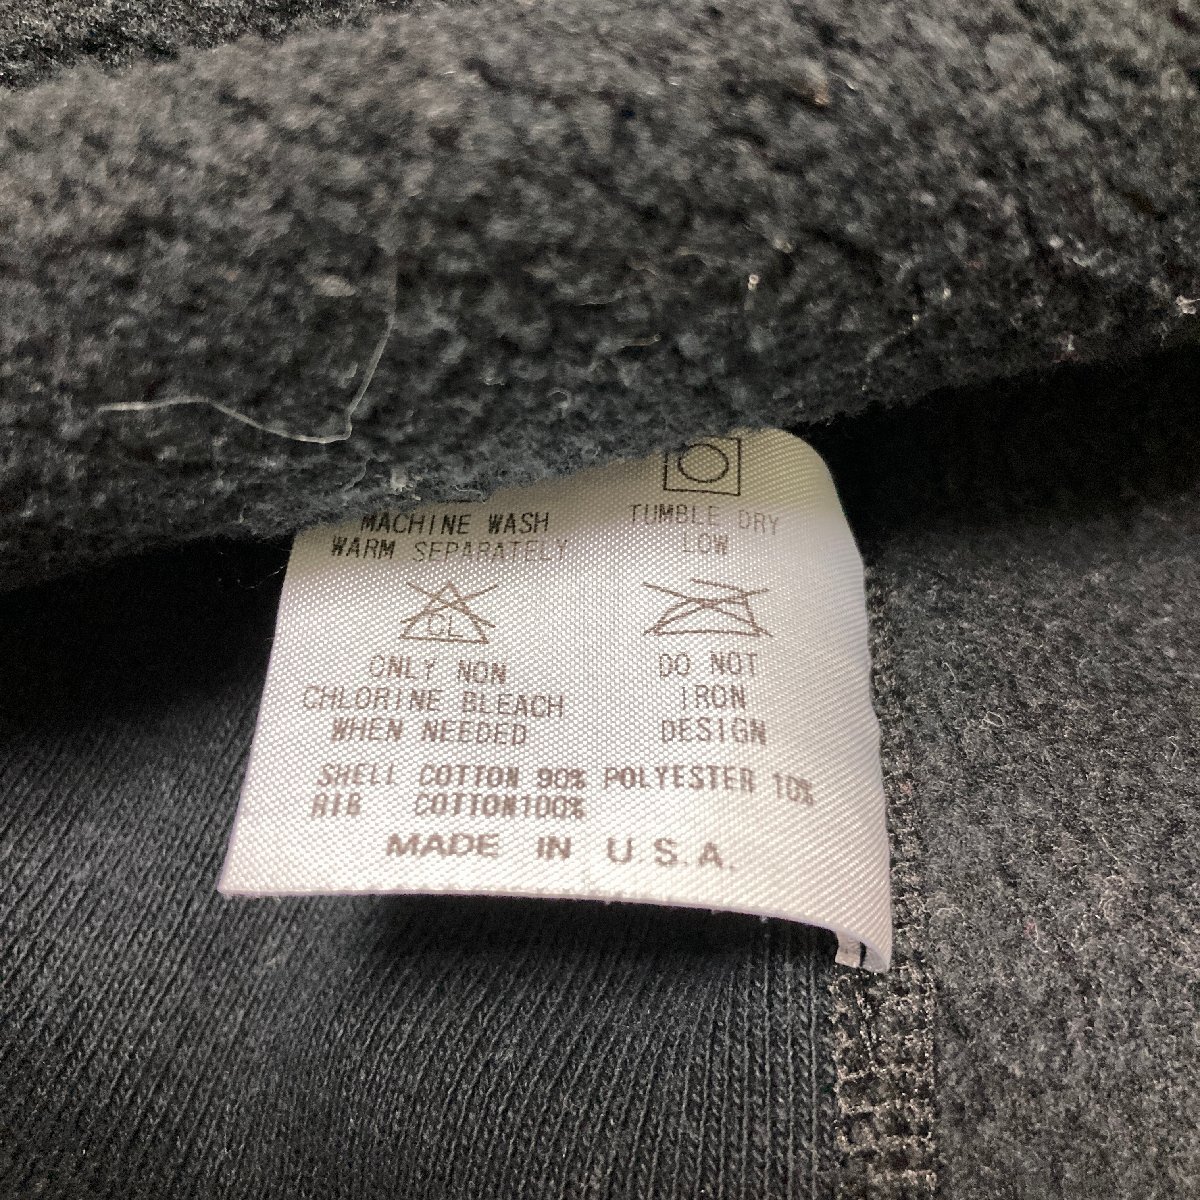 MACHINE WASH
WARM SEPARATELY
TUMBLE DRY
LOW
CL
ONLY NON
CHLORINE BLEACH
WHEN NEEDED
DO NOT
IRON
DESIGN
SHELL COTTON 90% POLYESTER 10%
RIB COTTON100%
MADE IN U.S.A.